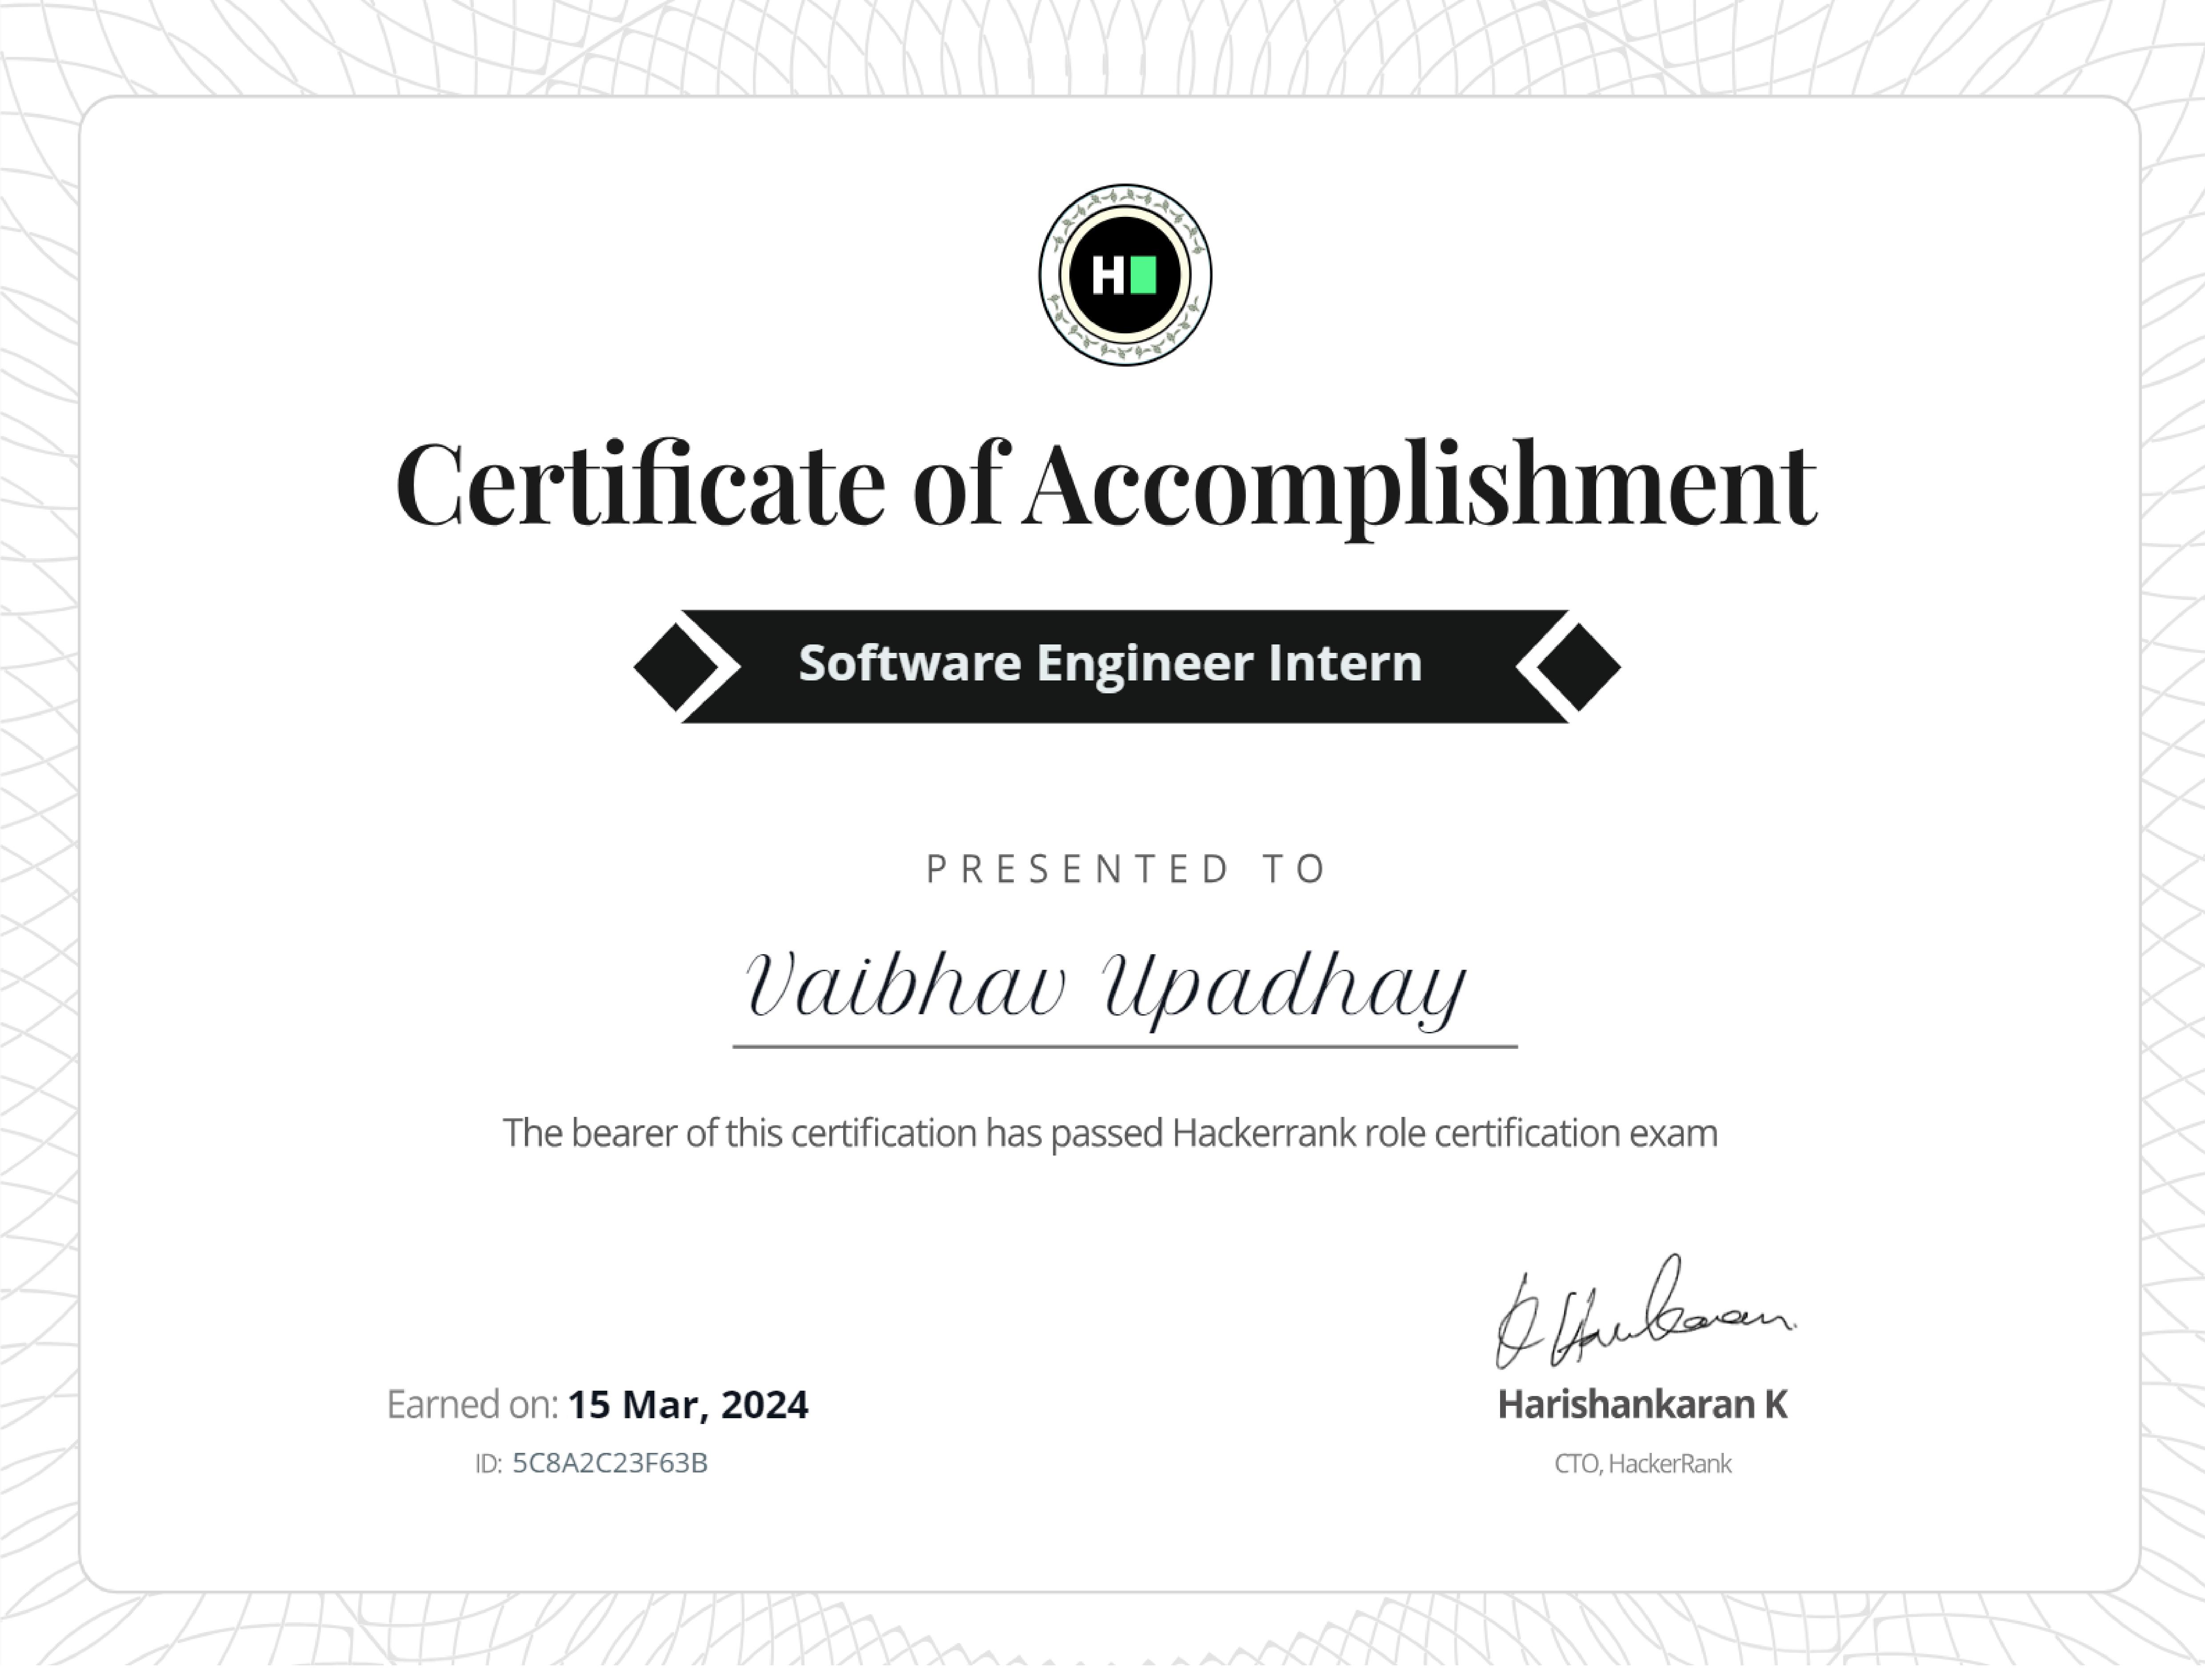 H
Certificate of Accomplishment
Software Engineer Intern
PRESENTED TO
Vaibhav Upadhay
The bearer of this certification has passed Hackerrank role certification exam
Earned on: 15 Mar, 2024
ID: 5C8A2C23F63B
Harishankaran K
CTO, HackerRank